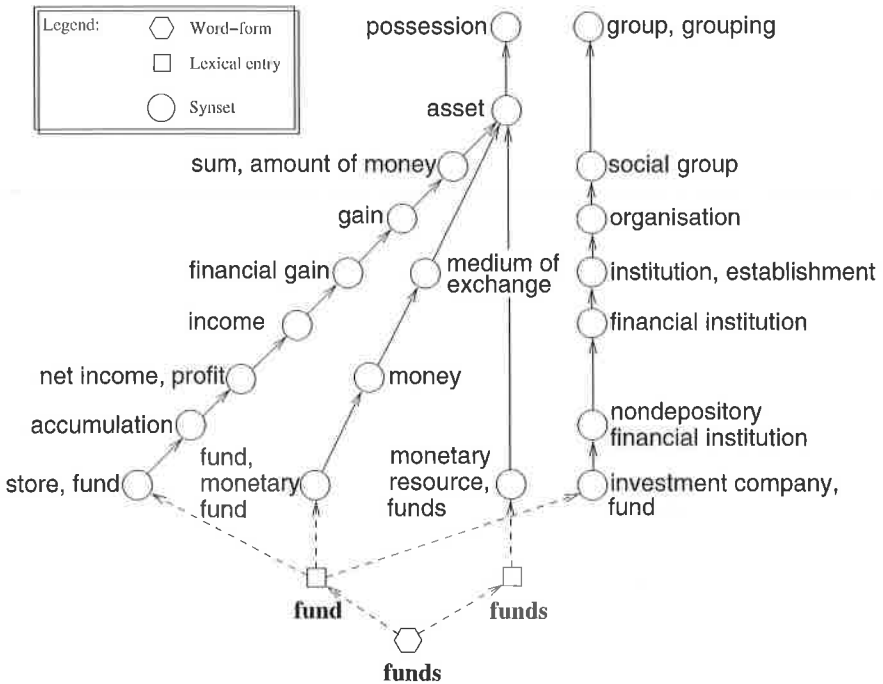 Legend:
Word-form
Lexical entry
Synset
possession
group, grouping
asset
sum, amount of money
social group
gain
organisation
financial gain
medium of
exchange
institution, establishment
income
financial institution
net income, profit
money
accumulation
nondepository
financial institution
store, fund
fund,
monetary
fund
monetary
resource,
funds
investment company,
fund
fund
funds
funds